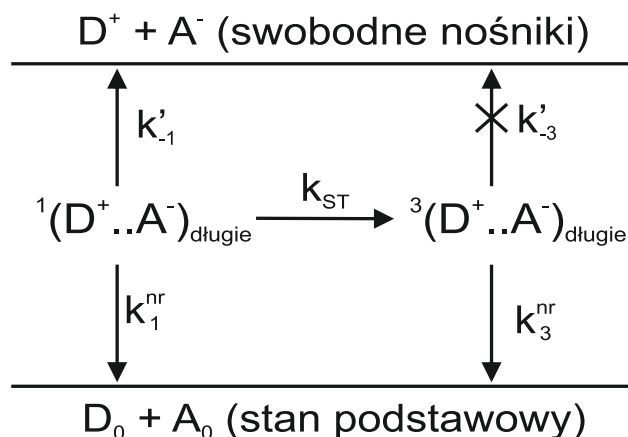 D⁺ + A⁻ (swobodne nośniki)
k'₋₁ k'₋₃
k_ST
¹(D⁺..A⁻)długie ³(D⁺..A⁻)długie
k₁ⁿʳ k₃ⁿʳ
D₀ + A₀ (stan podstawowy)